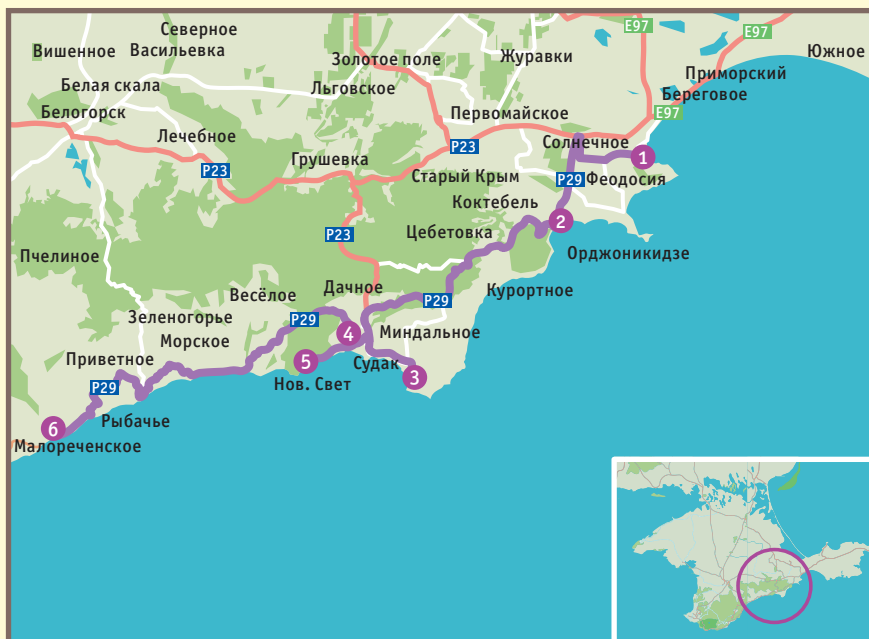 Северное
E97
E97
Вишенное
Васильевка
Южное
Золотое поле
Журавки
Приморский
Белая скала
Льговское
Береговое
Белогорск
Первомайское
E97
Лечебное
Солнечное
P23
Грушевка
1
P23
Старый Крым
P29
Феодосия
Коктебель
2
P23
Цебетовка
Орджоникидзе
Пчелиное
Дачное
Курортное
Весёлое
P29
Зеленогорье
P29
4
Миндальное
Морское
Приветное
5
Судак
3
P29
Нов. Свет
6
Рыбачье
Малореченское